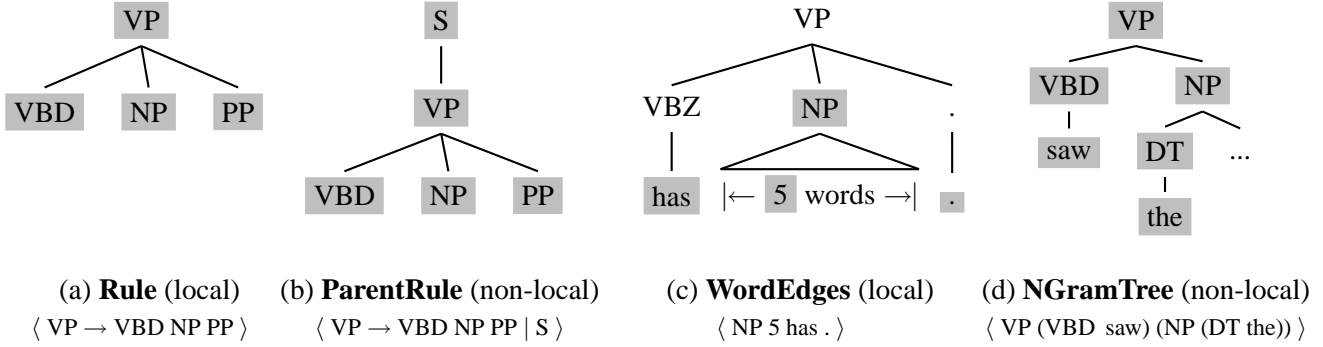 VP
VBD NP PP
(a) Rule (local)
⟨ VP → VBD NP PP ⟩
S
VP
VBD NP PP
(b) ParentRule (non-local)
⟨ VP → VBD NP PP | S ⟩
VP
VBZ NP .
has |← 5 words →| .
(c) WordEdges (local)
⟨ NP 5 has . ⟩
VP
VBD NP
saw DT ...
the
(d) NGramTree (non-local)
⟨ VP (VBD saw) (NP (DT the)) ⟩